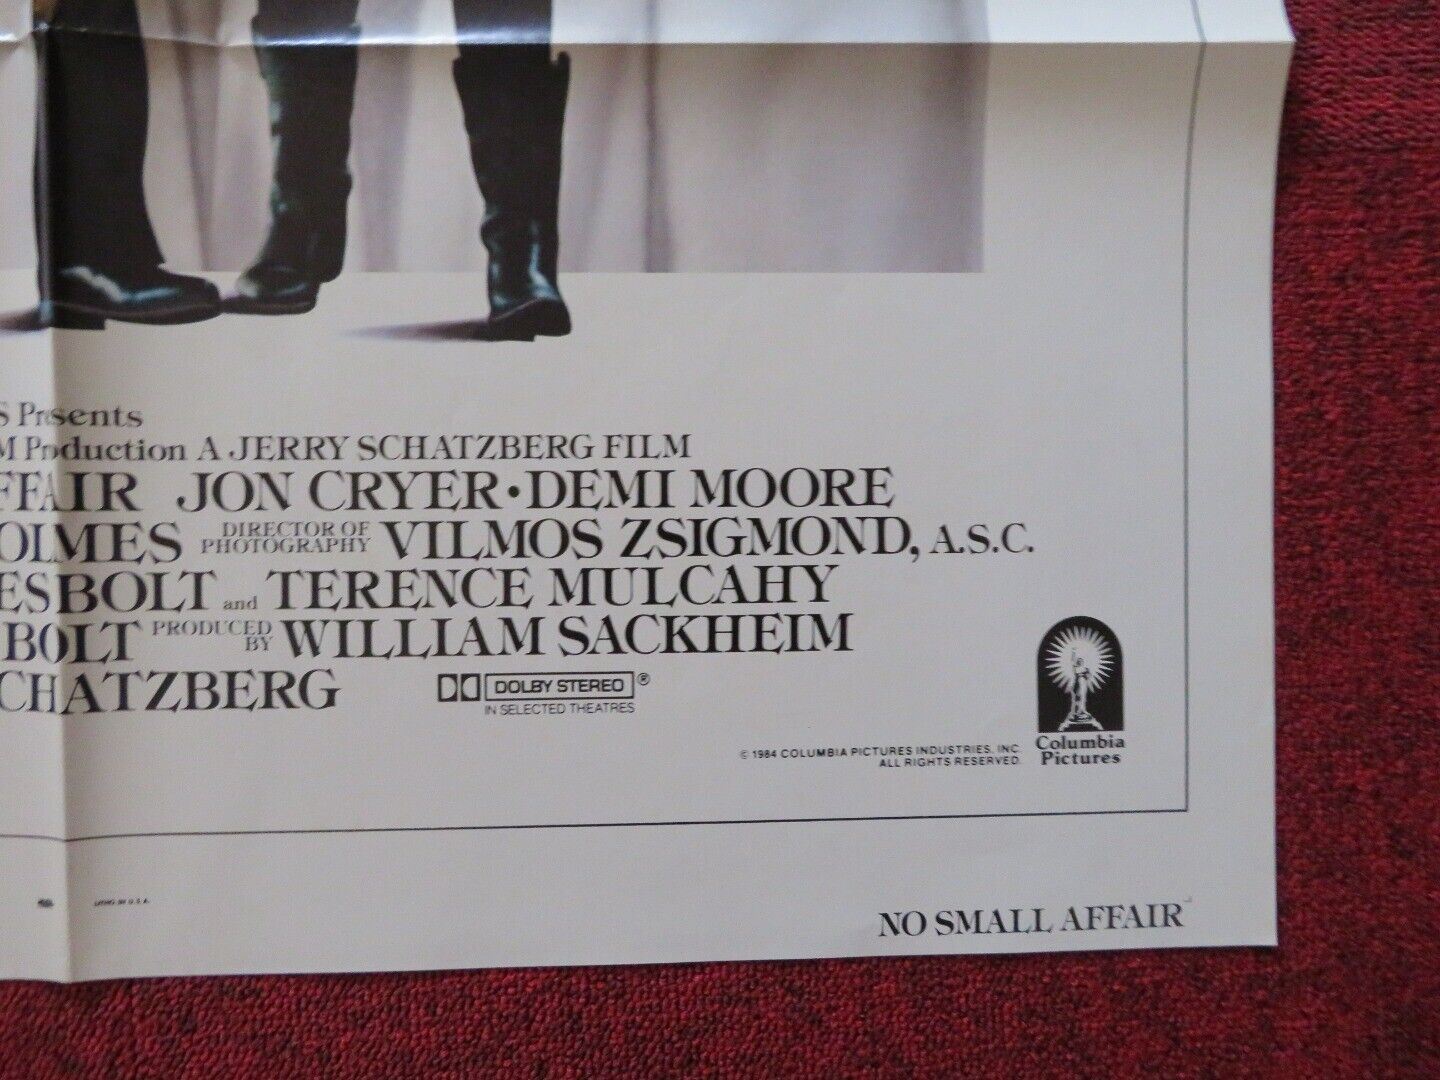 S Presents
M Production A JERRY SCHATZBERG FILM
FFAIR JON CRYER • DEMI MOORE
OLMES DIRECTOR OF PHOTOGRAPHY VILMOS ZSIGMOND, A.S.C.
ESBOLT and TERENCE MULCAHY
BOLT PRODUCED BY WILLIAM SACKHEIM
CHATZBERG
DOLBY STEREO ®
IN SELECTED THEATRES
© 1984 COLUMBIA PICTURES INDUSTRIES, INC.
ALL RIGHTS RESERVED.
Columbia
Pictures
LITHO IN U.S.A.
NO SMALL AFFAIR